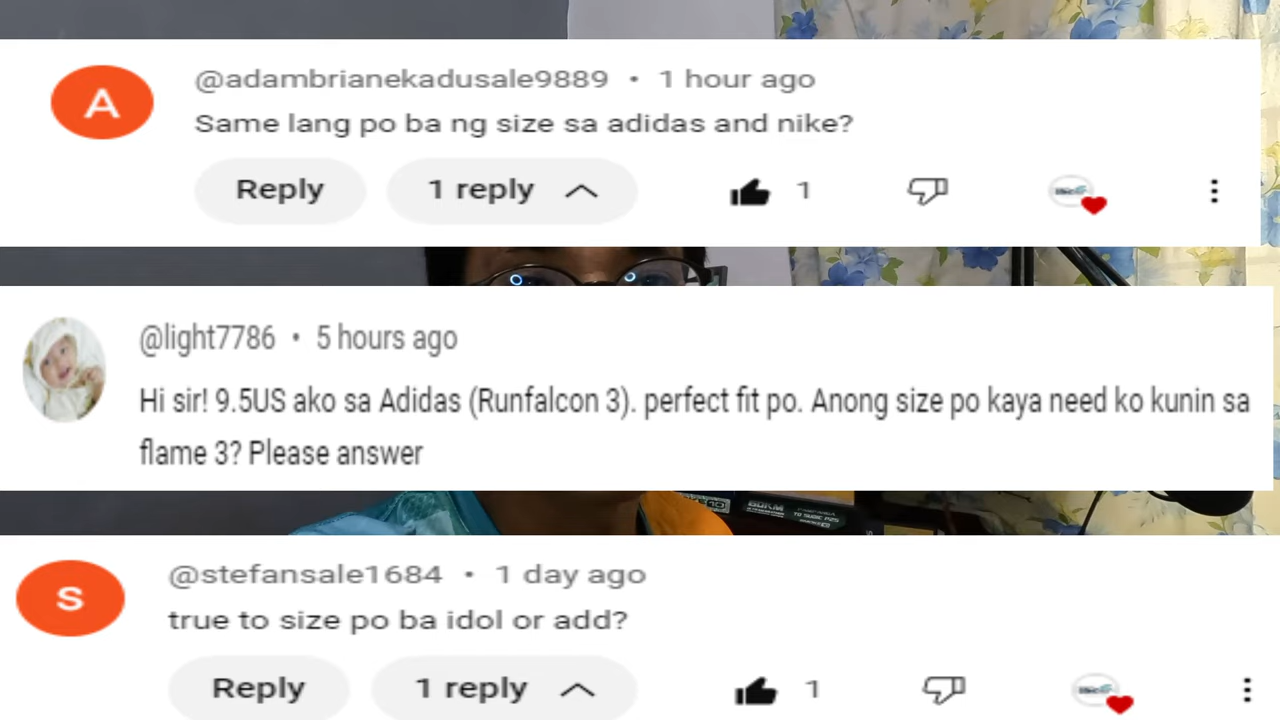 A
@adambrianekadusale9889 • 1 hour ago
Same lang po ba ng size sa adidas and nike?
Reply
1 reply
1
@light7786 • 5 hours ago
Hi sir! 9.5US ako sa Adidas (Runfalcon 3). perfect fit po. Anong size po kaya need ko kunin sa
flame 3? Please answer
S
@stefansale1684 • 1 day ago
true to size po ba idol or add?
Reply
1 reply
1